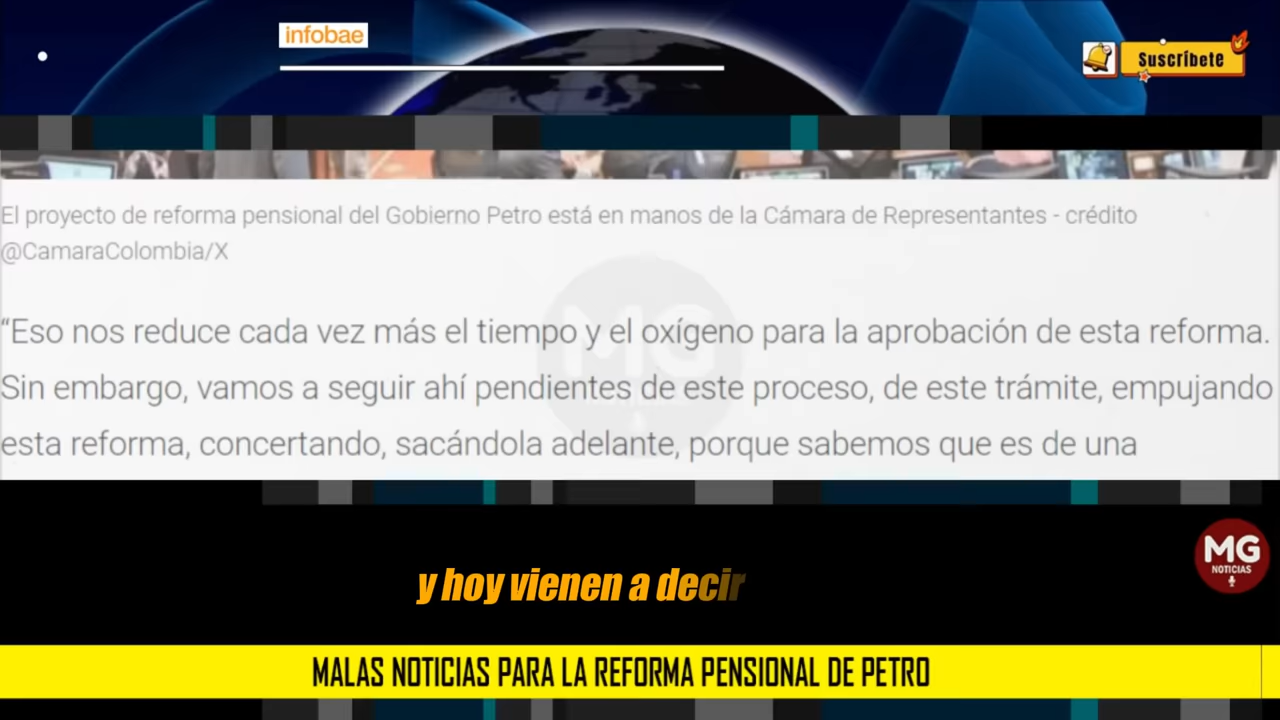 infobae
Suscríbete
El proyecto de reforma pensional del Gobierno Petro está en manos de la Cámara de Representantes - crédito
@CamaraColombia/X
“Eso nos reduce cada vez más el tiempo y el oxígeno para la aprobación de esta reforma.
Sin embargo, vamos a seguir ahí pendientes de este proceso, de este trámite, empujando
esta reforma, concertando, sacándola adelante, porque sabemos que es de una
MG
MG
NOTICIAS
y hoy vienen a decir
MALAS NOTICIAS PARA LA REFORMA PENSIONAL DE PETRO